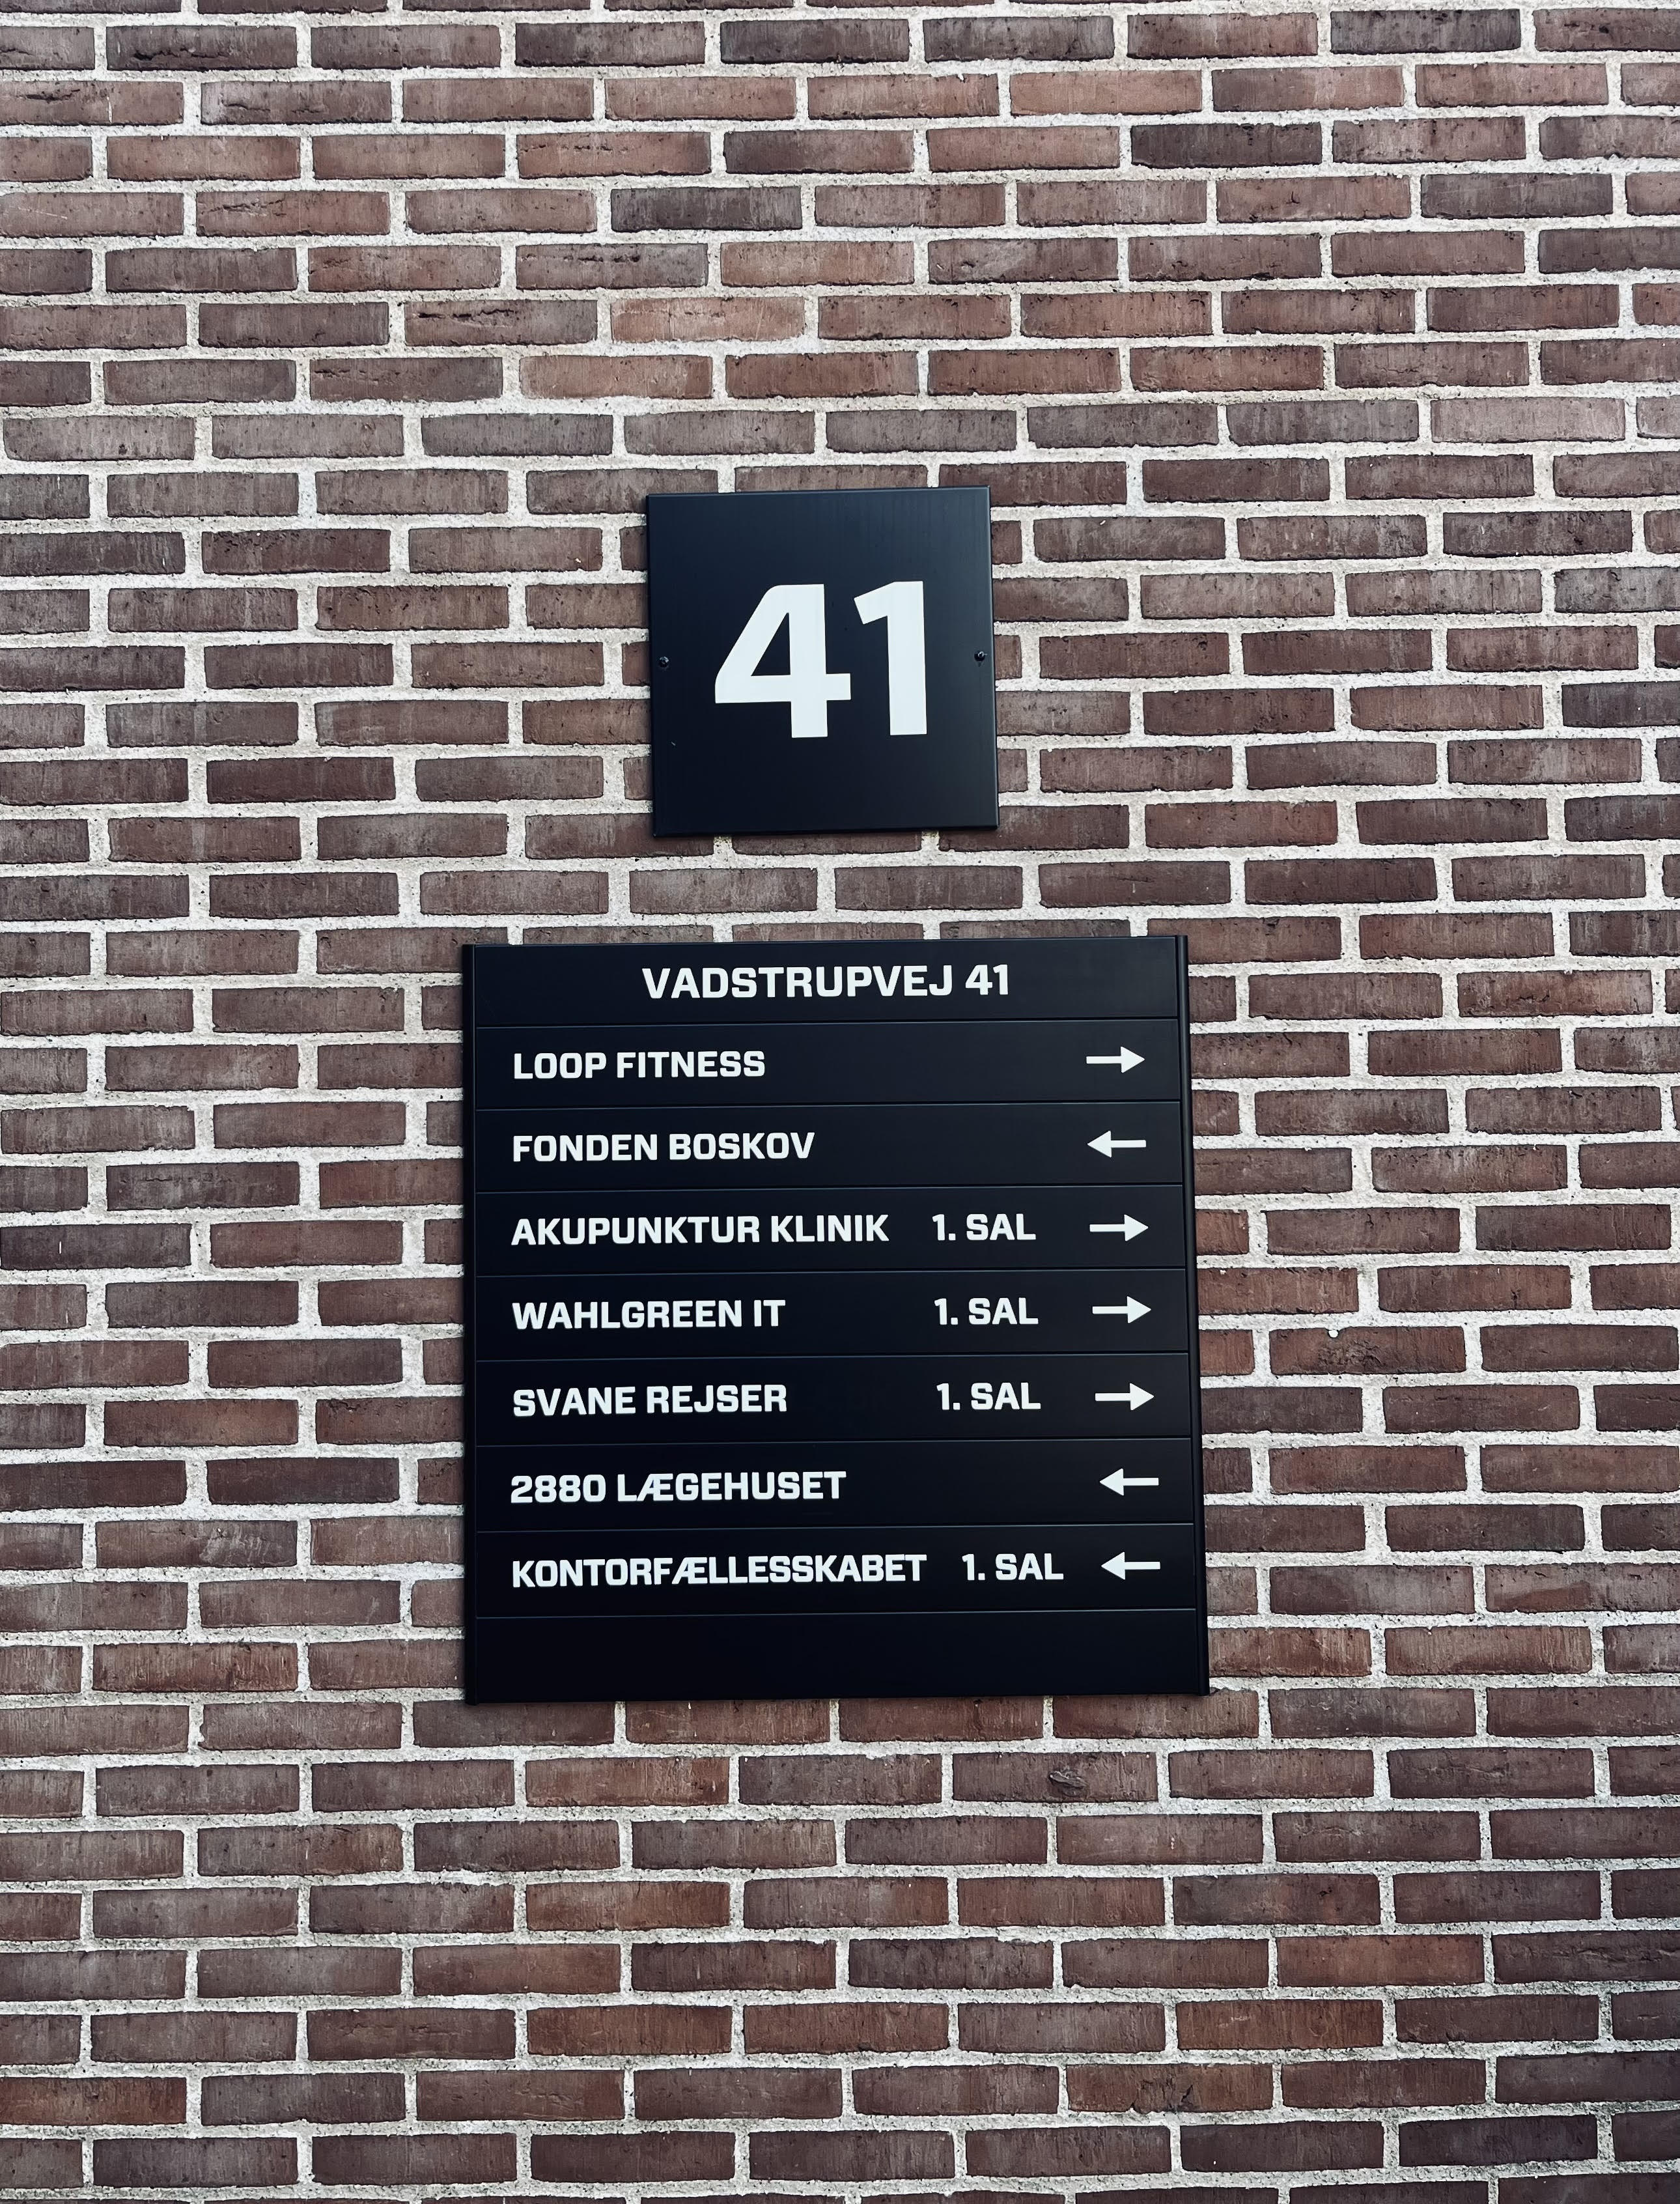 41
VADSTRUPVEJ 41
LOOP FITNESS →
FONDEN BOSKOV ←
AKUPUNKTUR KLINIK 1. SAL →
WAHLGREEN IT 1. SAL →
SVANE REJSER 1. SAL →
2880 LÆGEHUSET ←
KONTORFÆLLESSKABET 1. SAL ←